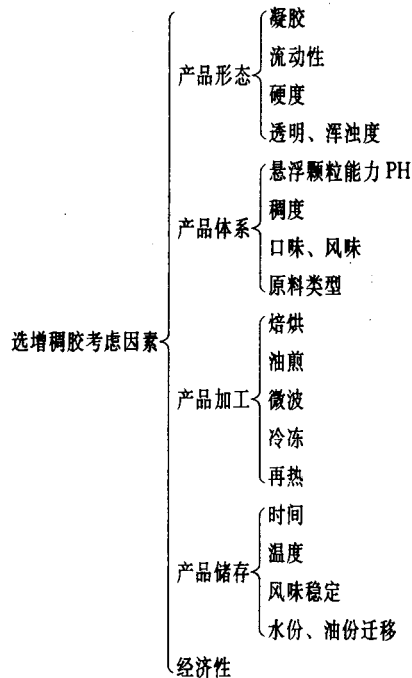 选增稠胶考虑因素
产品形态
凝胶
流动性
硬度
透明、浑浊度
产品体系
悬浮颗粒能力 PH
稠度
口味、风味
原料类型
产品加工
焙烘
油煎
微波
冷冻
再热
产品储存
时间
温度
风味稳定
水份、油份迁移
经济性